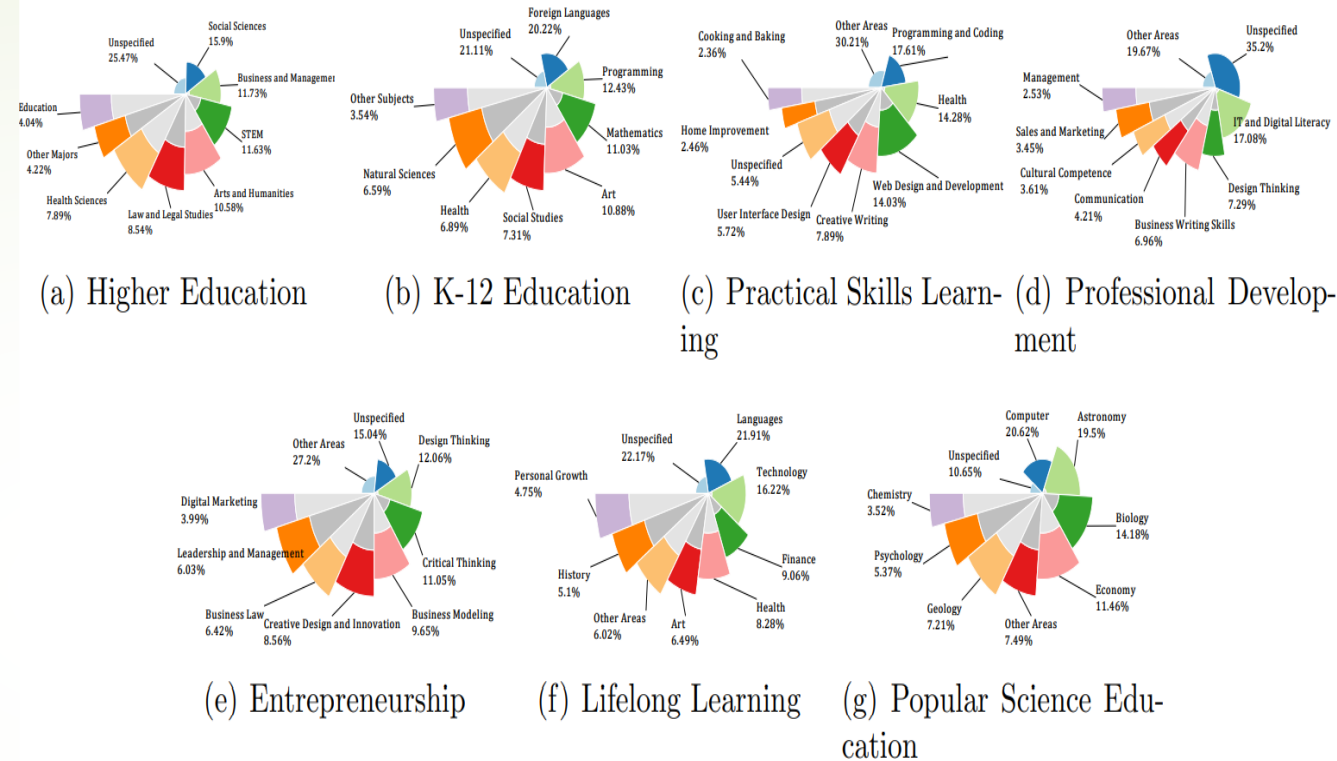 Unspecified
25.47%
Social Sciences
15.9%
Business and Managemer
11.73%
STEM
11.63%
Arts and Humanities
10.58%
Law and Legal Studies
8.54%
Health Sciences
7.89%
Other Majors
4.22%
Education
4.04%
(a) Higher Education
Unspecified
21.11%
Foreign Languages
20.22%
Programming
12.43%
Mathematics
11.03%
Art
10.88%
Social Studies
7.31%
Health
6.89%
Natural Sciences
6.59%
Other Subjects
3.54%
(b) K-12 Education
Other Areas
30.21%
Programming and Coding
17.61%
Health
14.28%
Web Design and Development
14.03%
Creative Writing
7.89%
User Interface Design
5.72%
Unspecified
5.44%
Home Improvement
2.46%
Cooking and Baking
2.36%
(c) Practical Skills Learn-
ing
Other Areas
19.67%
Unspecified
35.2%
IT and Digital Literacy
17.08%
Design Thinking
7.29%
Business Writing Skills
6.96%
Communication
4.21%
Cultural Competence
3.61%
Sales and Marketing
3.45%
Management
2.53%
(d) Professional Develop-
ment
Other Areas
27.2%
Unspecified
15.04%
Design Thinking
12.06%
Critical Thinking
11.05%
Business Modeling
9.65%
Creative Design and Innovation
8.56%
Business Law
6.42%
Leadership and Management
6.03%
Digital Marketing
3.99%
(e) Entrepreneurship
Unspecified
22.17%
Languages
21.91%
Technology
16.22%
Finance
9.06%
Health
8.28%
Art
6.49%
Other Areas
6.02%
History
5.1%
Personal Growth
4.75%
(f) Lifelong Learning
Unspecified
10.65%
Computer
20.62%
Astronomy
19.5%
Biology
14.18%
Economy
11.46%
Other Areas
7.49%
Geology
7.21%
Psychology
5.37%
Chemistry
3.52%
(g) Popular Science Edu-
cation